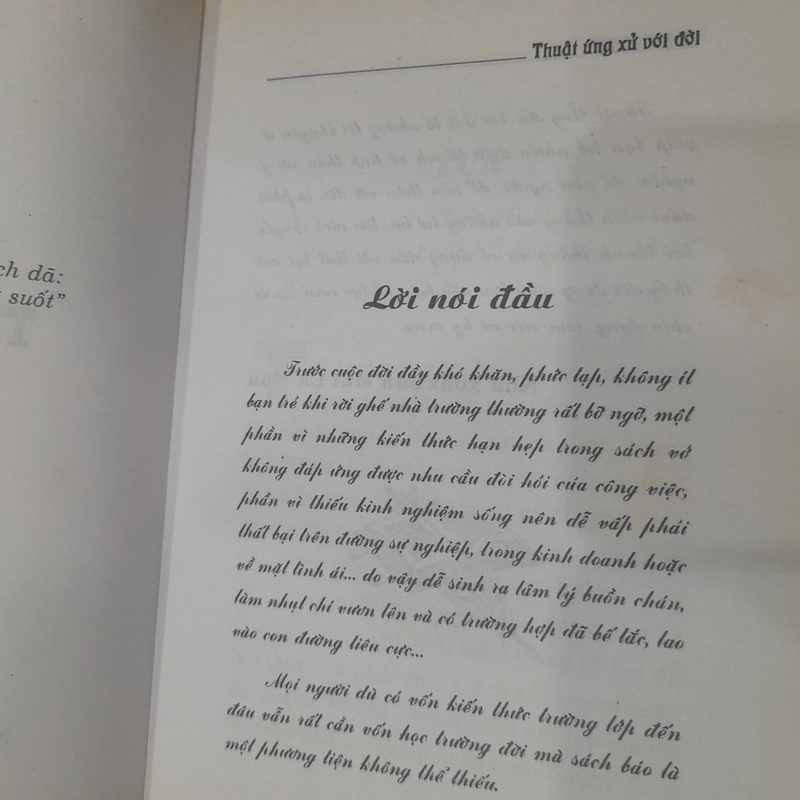 Thuật ứng xử với đời
ch dã:
suốt”
Lời nói đầu
Trước cuộc đời đầy khó khăn, phức tạp, không ít
bạn trẻ khi rời ghế nhà trường thường rất bỡ ngỡ, một
phần vì những kiến thức hạn hẹp trong sách vở
không đáp ứng được nhu cầu đòi hỏi của công việc,
phần vì thiếu kinh nghiệm sống nên dễ vấp phải
thất bại trên đường sự nghiệp, trong kinh doanh hoặc
về mặt tình ái... do vậy dễ sinh ra tâm lý buồn chán,
làm nhụt chí vươn lên và có trường hợp đã bế tắc, lao
vào con đường tiêu cực...
Mọi người dù có vốn kiến thức trường lớp đến
đâu vẫn rất cần vốn học trường đời mà sách báo là
một phương tiện không thể thiếu.